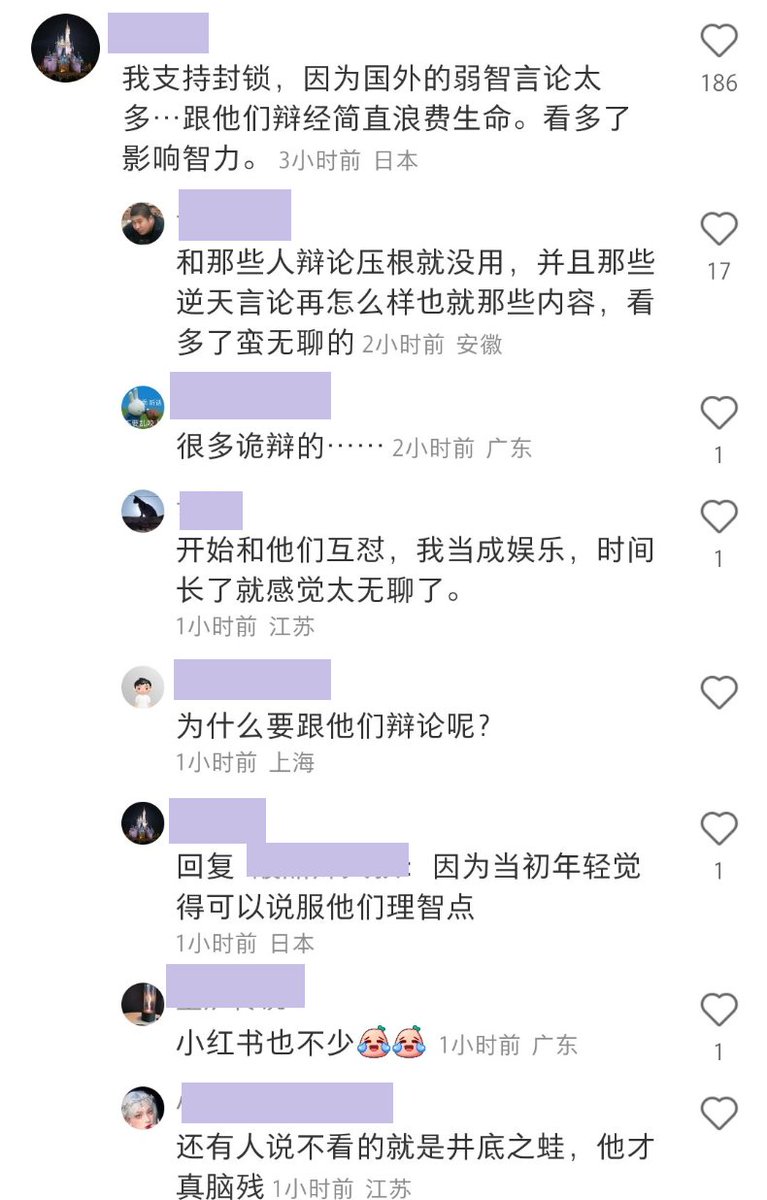 我支持封锁，因为国外的弱智言论太
多…跟他们辩经简直浪费生命。看多了
影响智力。 3小时前 日本
186
和那些人辩论压根就没用，并且那些
逆天言论再怎么样也就那些内容，看
多了蛮无聊的 2小时前 安徽
17
很多诡辩的…… 2小时前 广东
1
开始和他们互怼，我当成娱乐，时间
长了就感觉太无聊了。
1小时前 江苏
1
为什么要跟他们辩论呢？
1小时前 上海
回复 ：因为当初年轻觉
得可以说服他们理智点
1小时前 日本
1
小红书也不少 1小时前 广东
1
还有人说不看的就是井底之蛙，他才
真脑残 1小时前 江苏